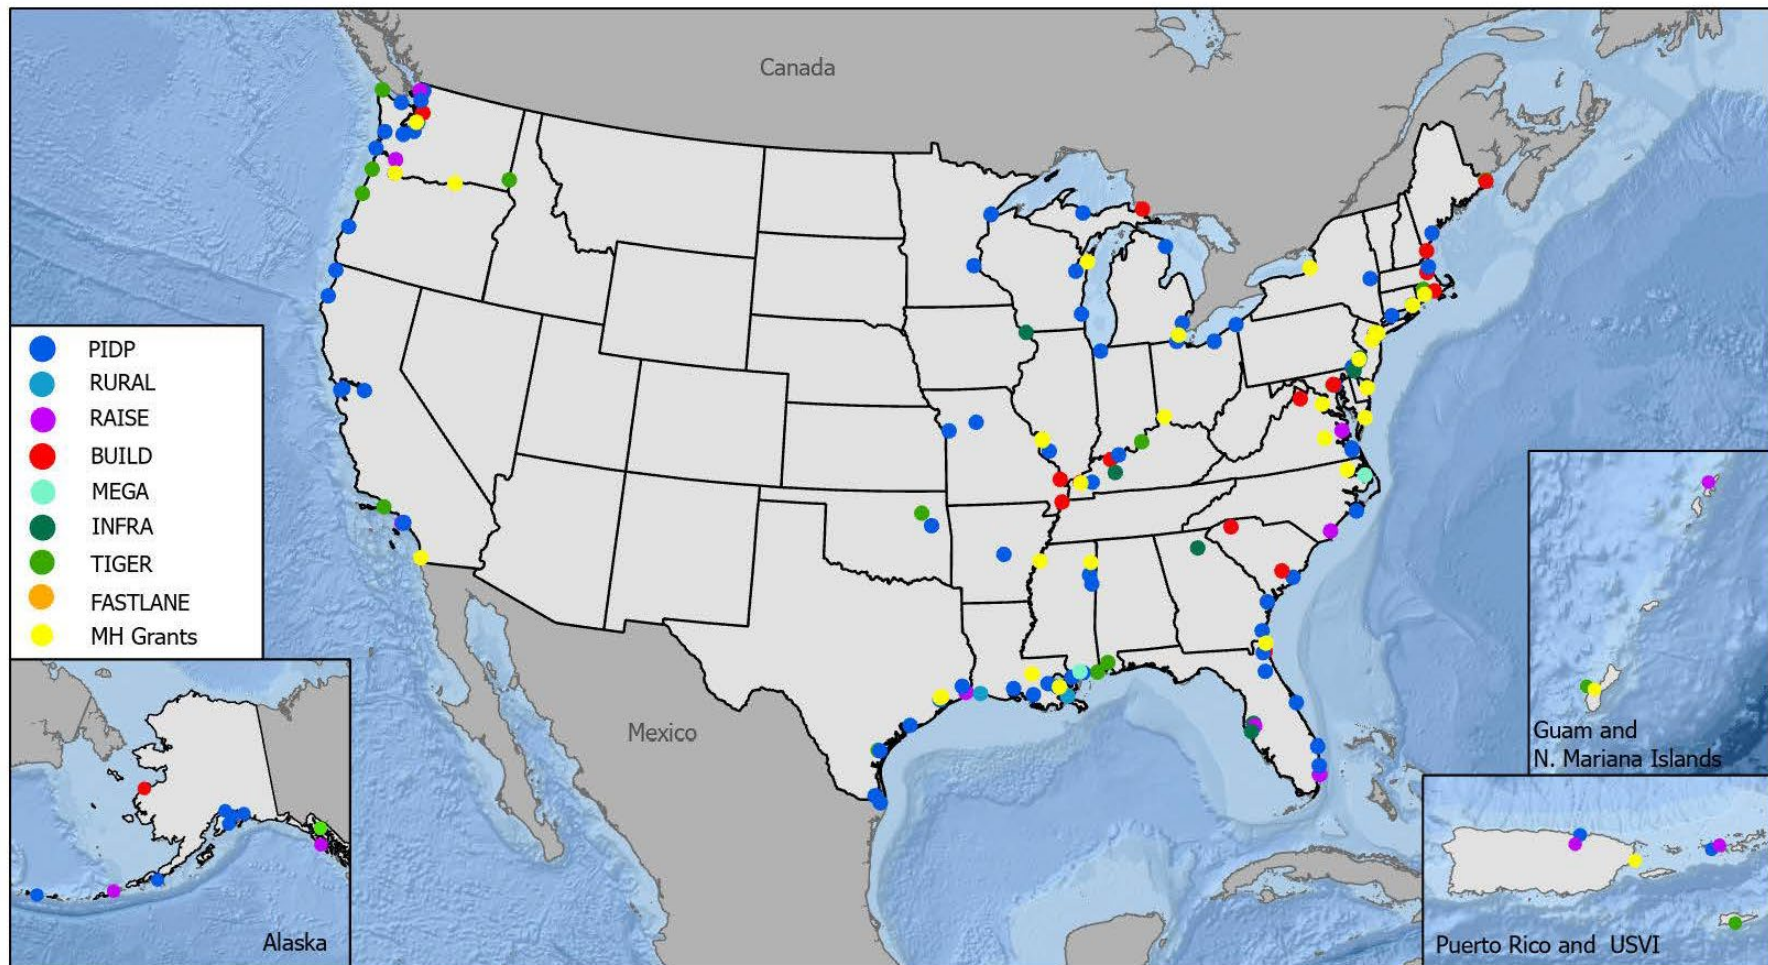 Canada
PIDP
RURAL
RAISE
BUILD
MEGA
INFRA
TIGER
FASTLANE
MH Grants
Mexico
Alaska
Guam and
N. Mariana Islands
Puerto Rico and USVI